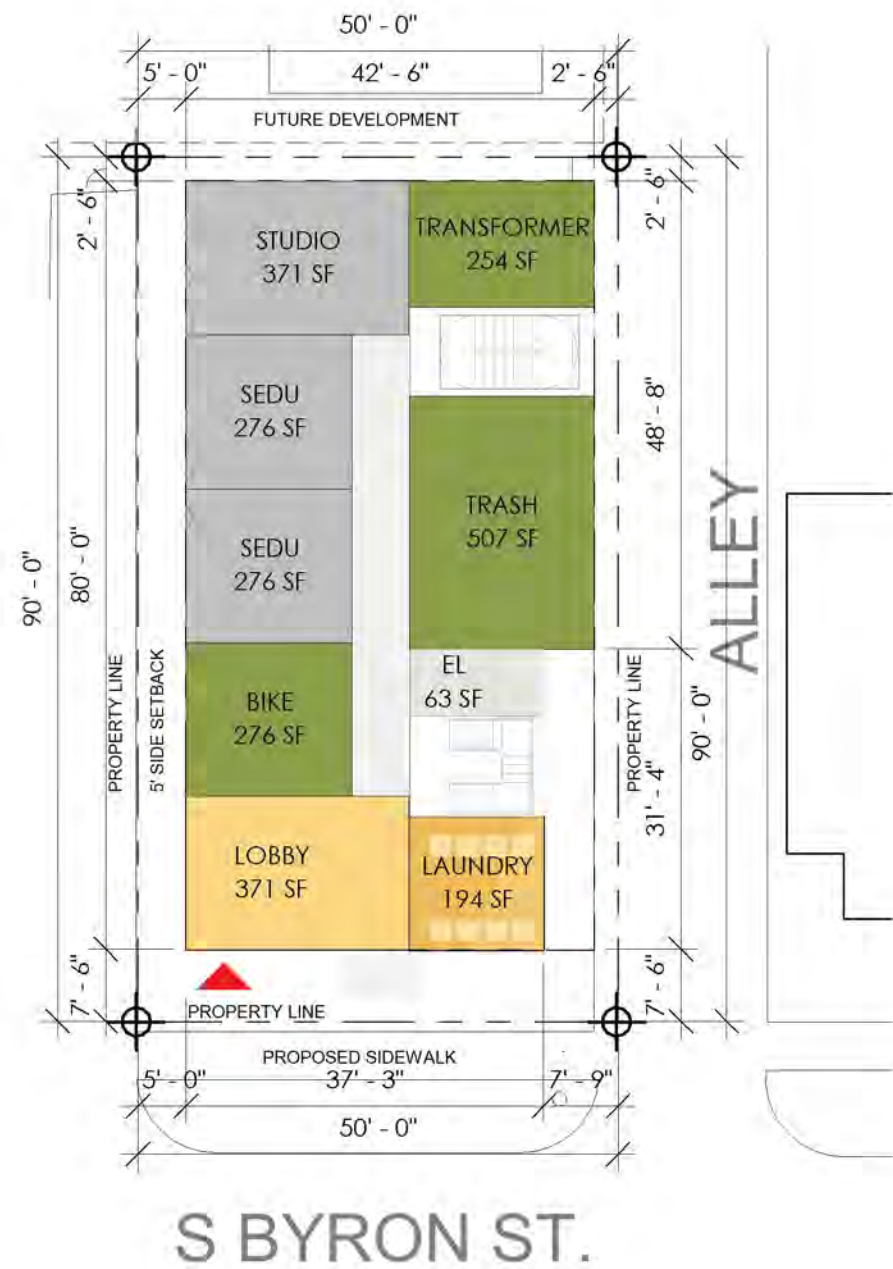 50' - 0"
5' - 0"
42' - 6"
2' - 6"
FUTURE DEVELOPMENT
2' - 6"
2' - 6"
STUDIO
371 SF
TRANSFORMER
254 SF
SEDU
276 SF
48' - 8"
TRASH
507 SF
SEDU
276 SF
90' - 0"
80' - 0"
ALLEY
PROPERTY LINE
5' SIDE SETBACK
BIKE
276 SF
EL
63 SF
PROPERTY LINE
31' - 4"
90' - 0"
LOBBY
371 SF
LAUNDRY
194 SF
7' - 6"
7' - 6"
PROPERTY LINE
PROPOSED SIDEWALK
5' - 0"
37' - 3"
7' - 9"
50' - 0"
S BYRON ST.